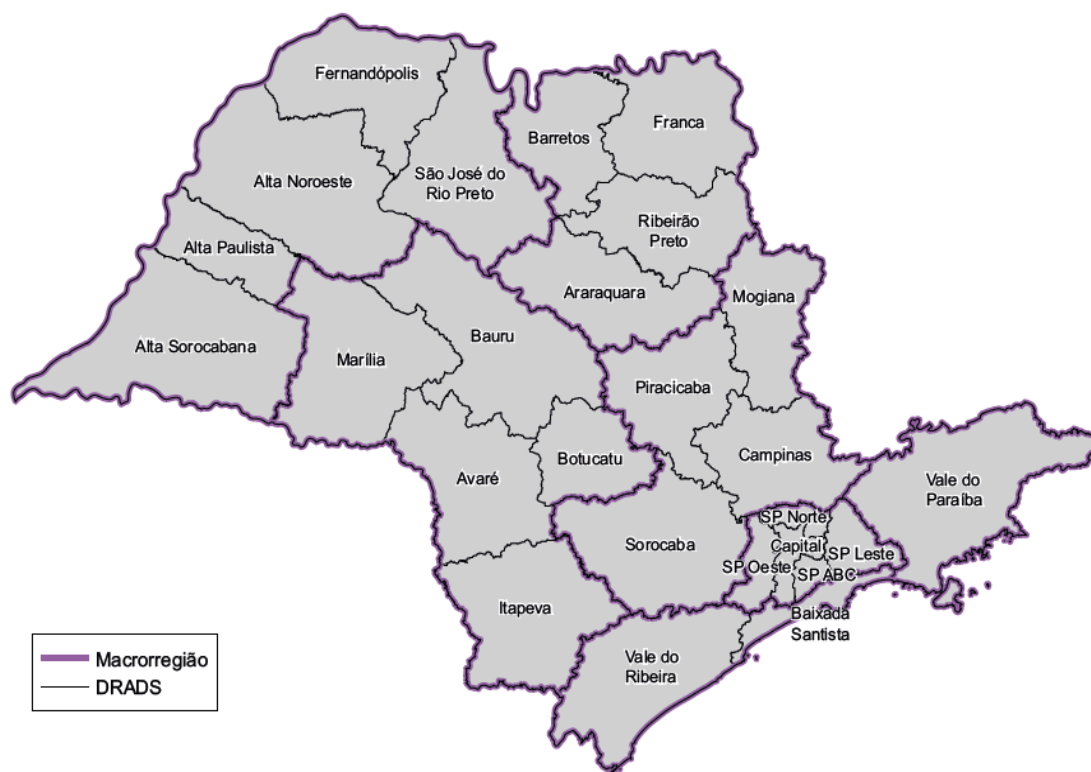 Fernandópolis
Franca
Barretos
São José do
Rio Preto
Alta Noroeste
Ribeirão
Preto
Alta Paulista
Araraquara
Mogiana
Bauru
Alta Sorocabana
Marília
Piracicaba
Botucatu
Campinas
Avaré
Vale do
Paraíba
SP Norte
Sorocaba
Capital
SP Leste
SP Oeste
SP ABC
Itapeva
Baixada
Santista
Vale do
Ribeira
Macrorregião
DRADS